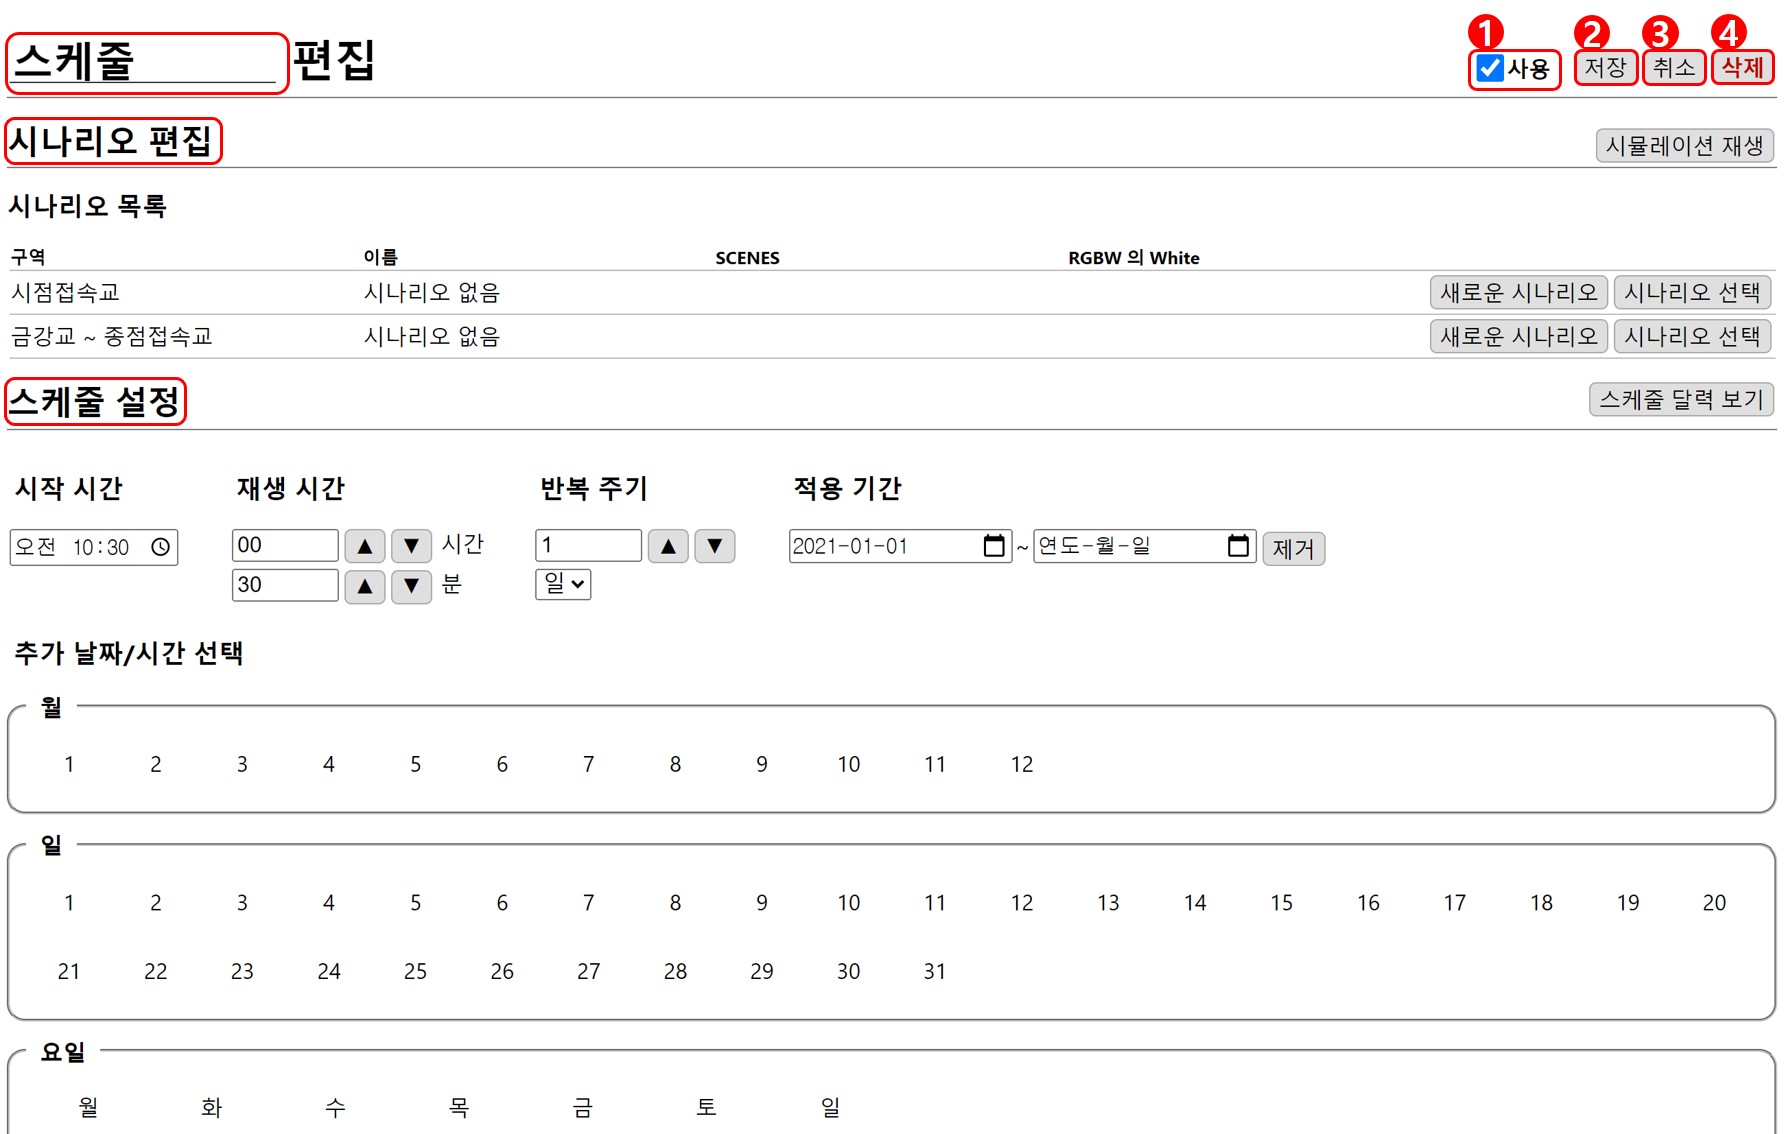 스케줄 편집
1 2 3 4
사용 저장 취소 삭제
시나리오 편집 시뮬레이션 재생
시나리오 목록
구역 이름 SCENES RGBW 의 White
시점접속교 시나리오 없음 새로운 시나리오 시나리오 선택
금강교 ~ 종점접속교 시나리오 없음 새로운 시나리오 시나리오 선택
스케줄 설정 스케줄 달력 보기
시작 시간 재생 시간 반복 주기 적용 기간
오전 10:30 00 ▲ ▼ 시간 1 ▲ ▼ 2021-01-01 ~ 연도-월-일 제거
30 ▲ ▼ 분 일
추가 날짜/시간 선택
월
1 2 3 4 5 6 7 8 9 10 11 12
일
1 2 3 4 5 6 7 8 9 10 11 12 13 14 15 16 17 18 19 20
21 22 23 24 25 26 27 28 29 30 31
요일
월 화 수 목 금 토 일